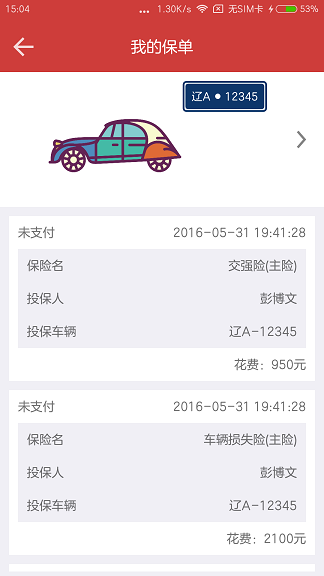 15:04 ... 1.30K/s 无SIM卡 53%
我的保单
辽A • 12345
未支付 2016-05-31 19:41:28
保险名 交强险(主险)
投保人 彭博文
投保车辆 辽A-12345
花费：950元
未支付 2016-05-31 19:41:28
保险名 车辆损失险(主险)
投保人 彭博文
投保车辆 辽A-12345
花费：2100元